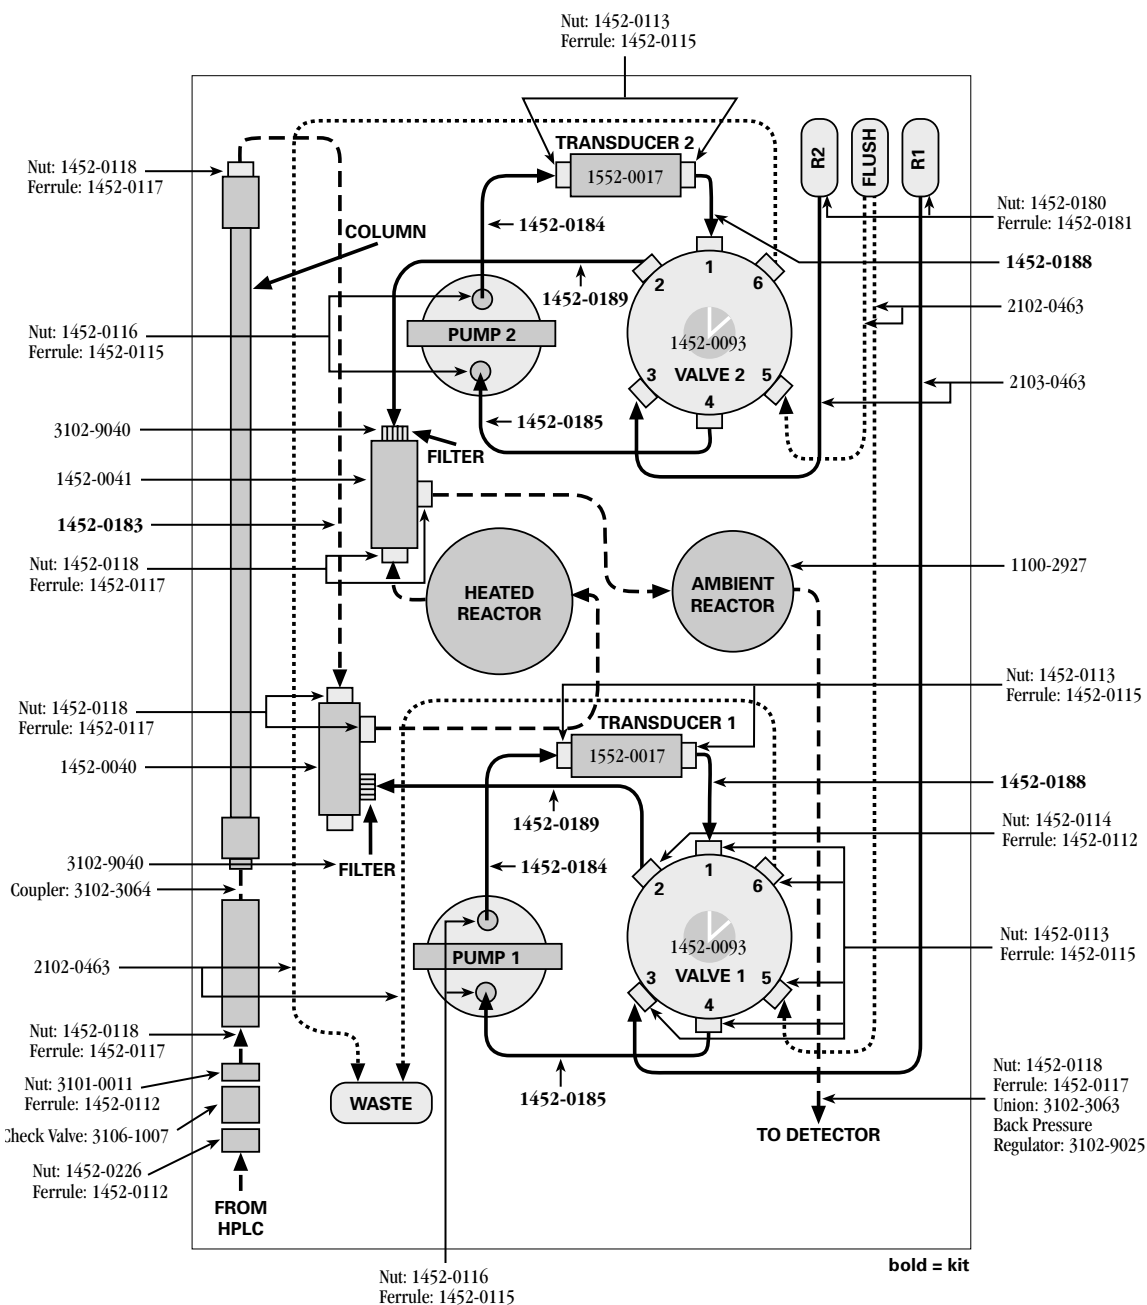 Nut: 1452-0113
Ferrule: 1452-0115
TRANSDUCER 2
1552-0017
R2
FLUSH
R1
Nut: 1452-0118
Ferrule: 1452-0117
Nut: 1452-0180
Ferrule: 1452-0181
COLUMN
1452-0184
1
2
6
1452-0188
1452-0189
2102-0463
Nut: 1452-0116
Ferrule: 1452-0115
PUMP 2
1452-0093
VALVE 2
3
5
4
2103-0463
1452-0185
3102-9040
FILTER
1452-0041
1452-0183
Nut: 1452-0118
Ferrule: 1452-0117
HEATED
REACTOR
AMBIENT
REACTOR
1100-2927
Nut: 1452-0113
Ferrule: 1452-0115
Nut: 1452-0118
Ferrule: 1452-0117
TRANSDUCER 1
1552-0017
1452-0040
1452-0188
1452-0189
Nut: 1452-0114
Ferrule: 1452-0112
3102-9040
FILTER
1452-0184
1
2
6
Coupler: 3102-3064
Nut: 1452-0113
Ferrule: 1452-0115
1452-0093
PUMP 1
VALVE 1
3
5
4
2102-0463
Nut: 1452-0118
Ferrule: 1452-0117
Nut: 3101-0011
Ferrule: 1452-0112
WASTE
1452-0185
Nut: 1452-0118
Ferrule: 1452-0117
Union: 3102-3063
Back Pressure
Regulator: 3102-9025
TO DETECTOR
Check Valve: 3106-1007
Nut: 1452-0226
Ferrule: 1452-0112
FROM
HPLC
bold = kit
Nut: 1452-0116
Ferrule: 1452-0115